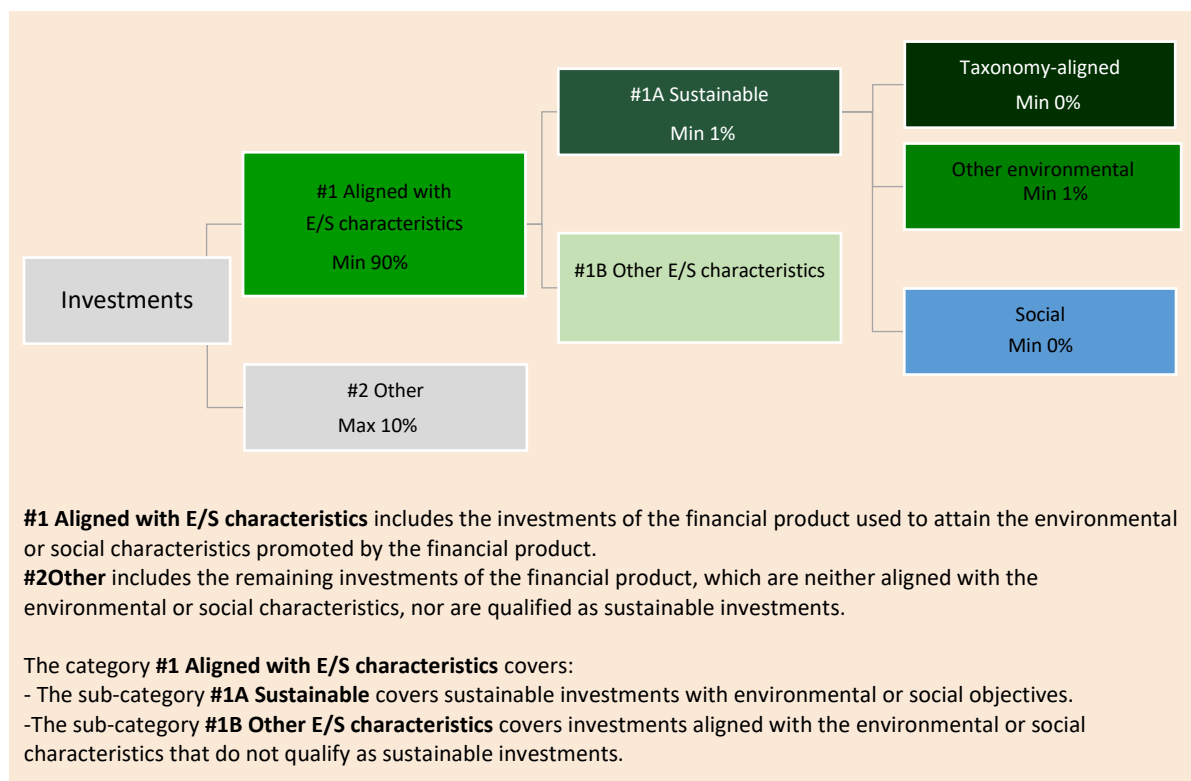 Taxonomy-aligned
Min 0%
#1A Sustainable
Min 1%
Other environmental
Min 1%
#1 Aligned with
E/S characteristics
Min 90%
#1B Other E/S characteristics
Investments
Social
Min 0%
#2 Other
Max 10%
#1 Aligned with E/S characteristics includes the investments of the financial product used to attain the environmental
or social characteristics promoted by the financial product.
#2Other includes the remaining investments of the financial product, which are neither aligned with the
environmental or social characteristics, nor are qualified as sustainable investments.
The category #1 Aligned with E/S characteristics covers:
- The sub-category #1A Sustainable covers sustainable investments with environmental or social objectives.
-The sub-category #1B Other E/S characteristics covers investments aligned with the environmental or social
characteristics that do not qualify as sustainable investments.